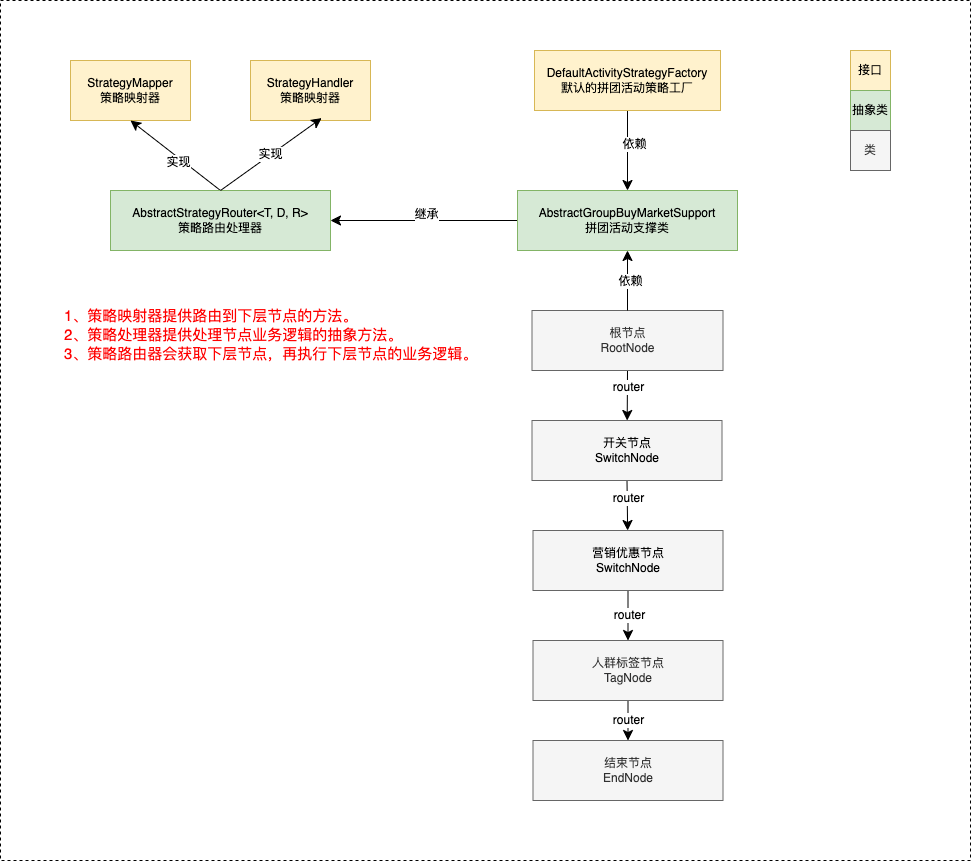 StrategyMapper
策略映射器
StrategyHandler
策略映射器
DefaultActivityStrategyFactory
默认的拼团活动策略工厂
接口
抽象类
类
实现
实现
依赖
AbstractStrategyRouter<T, D, R>
策略路由处理器
继承
AbstractGroupBuyMarketSupport
拼团活动支撑类
依赖
1、策略映射器提供路由到下层节点的方法。
2、策略处理器提供处理节点业务逻辑的抽象方法。
3、策略路由器会获取下层节点，再执行下层节点的业务逻辑。
根节点
RootNode
router
开关节点
SwitchNode
router
营销优惠节点
SwitchNode
router
人群标签节点
TagNode
router
结束节点
EndNode